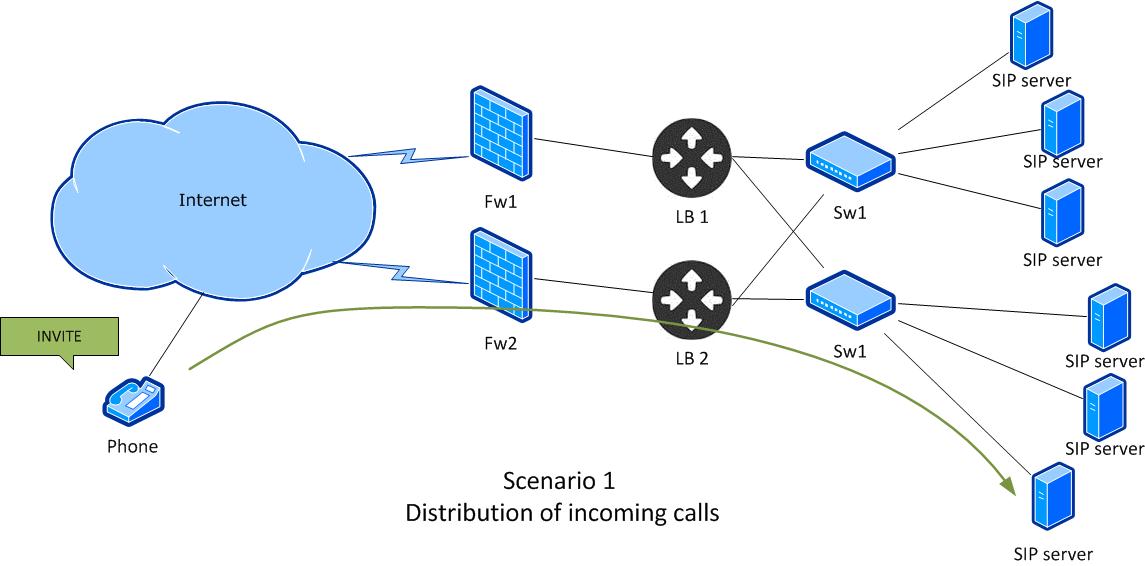 SIP server
SIP server
Internet
Fw1
LB 1
Sw1
SIP server
INVITE
Fw2
LB 2
Sw1
SIP server
Phone
SIP server
Scenario 1
Distribution of incoming calls
SIP server